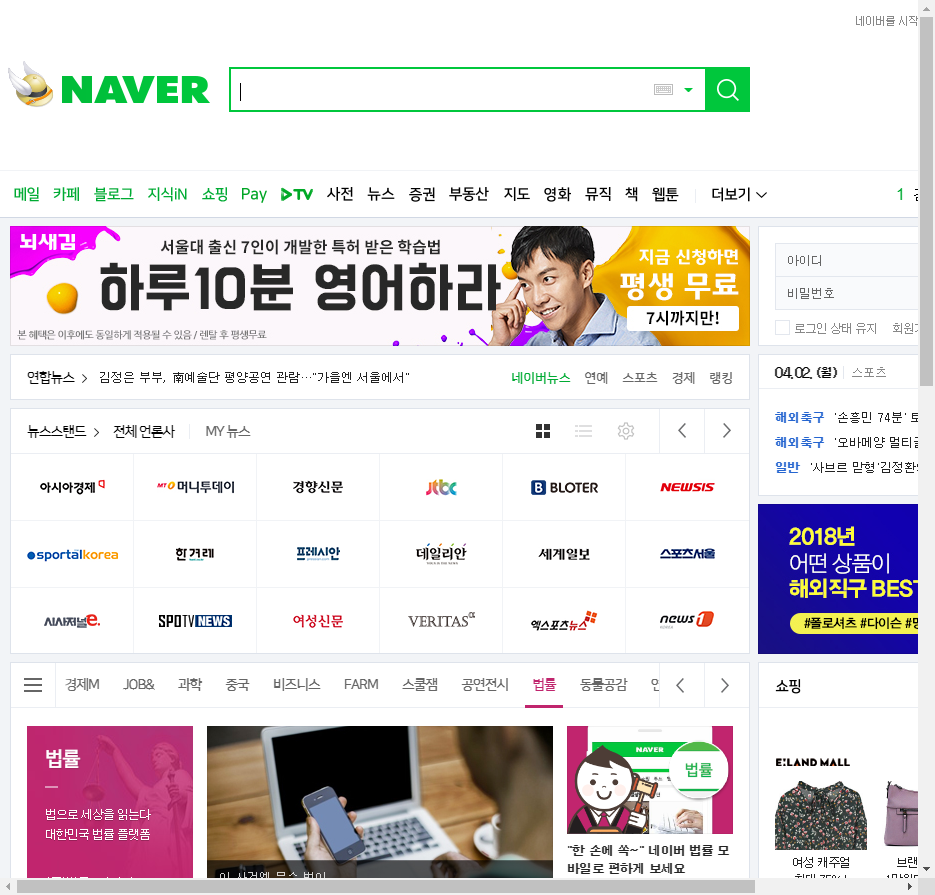 네이버를 시작
NAVER
메일 카페 블로그 지식iN 쇼핑 Pay TV 사전 뉴스 증권 부동산 지도 영화 뮤직 책 웹툰 더보기 1
뇌새김
서울대 출신 7인이 개발한 특허 받은 학습법
하루10분 영어하라
본 혜택은 이후에도 동일하게 적용될 수 있음 / 렌탈 후 평생무료
지금 신청하면
평생 무료
7시까지만!
아이디
비밀번호
로그인 상태 유지 회원가
연합뉴스 김정은 부부, 南예술단 평양공연 관람…"가을엔 서울에서"
네이버뉴스 연예 스포츠 경제 랭킹
04.02. (월) 스포츠
해외축구 '손흥민 74분' 토
해외축구 '오바메양 멀티골
일반 '사브르 맏형'김정환
뉴스스탠드 전체 언론사 MY 뉴스
아시아경제 MT 머니투데이 경향신문 jtbc B BLOTER NEWSIS
sportalkorea 한겨레 프레시안 데일리안 세계일보 스포츠서울
시사저널e. SPOTV NEWS 여성신문 VERITASα 엑스포츠뉴스 news1
2018년
어떤 상품이
해외직구 BEST
#폴로셔츠 #다이슨 #
경제M JOB& 과학 중국 비즈니스 FARM 스쿨잼 공연전시 법률 동물공감
쇼핑
법률
법으로 세상을 읽는다
대한민국 법률 플랫폼
이 사건엔 무슨 법이
NAVER
법률
"한 손에 쏙~" 네이버 법률 모
바일로 편하게 보세요
E:LAND MALL
여성 캐주얼
최대 75%↓
브랜